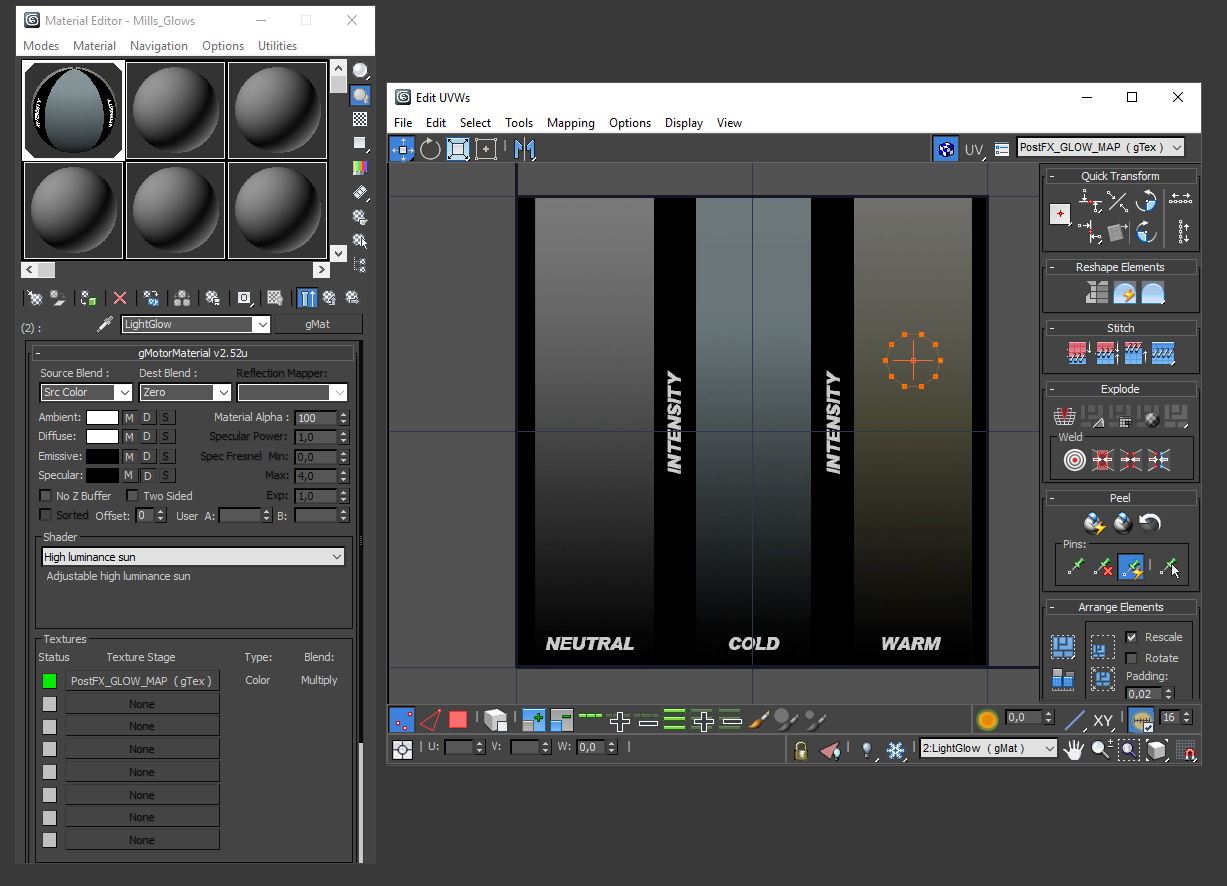 Material Editor - Mills_Glows
Modes Material Navigation Options Utilities
(2) :
LightGlow
gMat
- gMotorMaterial v2.52u
Source Blend : Dest Blend : Reflection Mapper:
Src Color Zero
Ambient: M D S Material Alpha : 100
Diffuse: M D S Specular Power: 1,0
Emissive: M D S Spec Fresnel Min: 0,0
Specular: M D S Max: 4,0
No Z Buffer Two Sided Exp: 1,0
Sorted Offset: 0 User A: B:
Shader
High luminance sun
Adjustable high luminance sun
Textures
Status Texture Stage Type: Blend:
PostFX_GLOW_MAP ( gTex ) Color Multiply
None
None
None
None
None
None
None
Edit UVWs
File Edit Select Tools Mapping Options Display View
UV
PostFX_GLOW_MAP ( gTex )
INTENSITY
INTENSITY
NEUTRAL COLD WARM
- Quick Transform
- Reshape Elements
- Stitch
- Explode
Weld
- Peel
Pins:
- Arrange Elements
Rescale
Rotate
Padding:
0,02
0,0
XY
16
U: V: W: 0,0
2:LightGlow ( gMat )